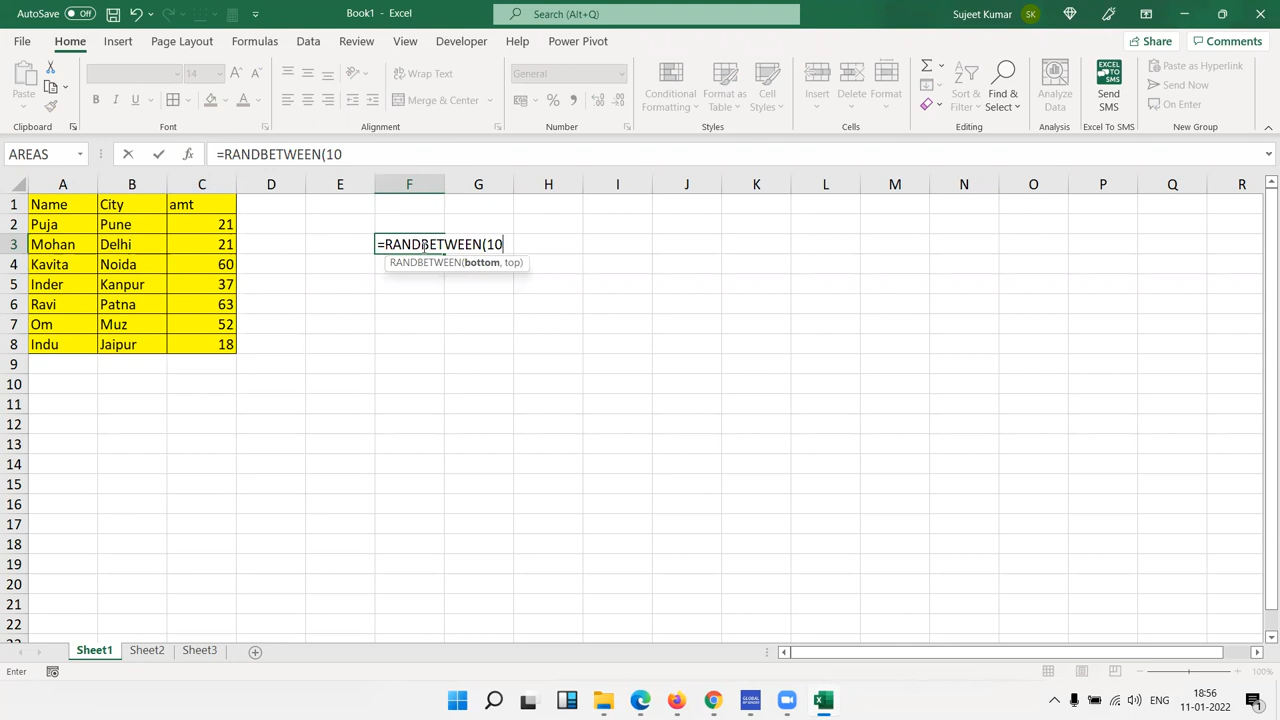 AutoSave Off Book1 - Excel Search (Alt+Q) Sujeet Kumar SK
File Home Insert Page Layout Formulas Data Review View Developer Help Power Pivot Share Comments
Paste 14 Wrap Text General Conditional Formatting Format as Table Cell Styles Insert Delete Format Sort & Filter Find & Select Analyze Data Send SMS Paste as Hyperlink
B I U Merge & Center Send Now
On Enter
Clipboard Font Alignment Number Styles Cells Editing Analysis Excel To SMS New Group
AREAS =RANDBETWEEN(10
A B C D E F G H I J K L M N O P Q R
1 Name City amt
2 Puja Pune 21
3 Mohan Delhi 21 =RANDBETWEEN(10
4 Kavita Noida 60 RANDBETWEEN(bottom, top)
5 Inder Kanpur 37
6 Ravi Patna 63
7 Om Muz 52
8 Indu Jaipur 18
9
10
11
12
13
14
15
16
17
18
19
20
21
22
Sheet1 Sheet2 Sheet3
Enter 100%
ENG 18:56
11-01-2022